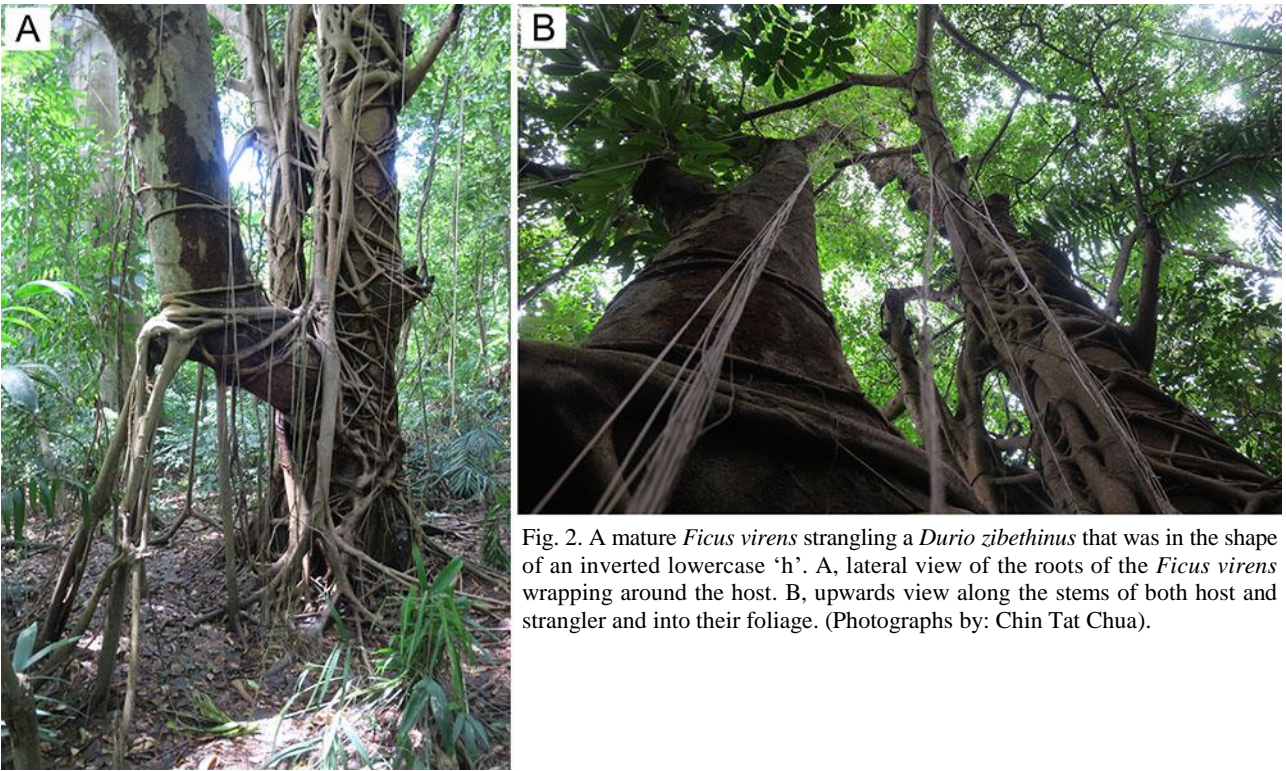 A
B
Fig. 2. A mature Ficus virens strangling a Durio zibethinus that was in the shape
of an inverted lowercase ‘h’. A, lateral view of the roots of the Ficus virens
wrapping around the host. B, upwards view along the stems of both host and
strangler and into their foliage. (Photographs by: Chin Tat Chua).